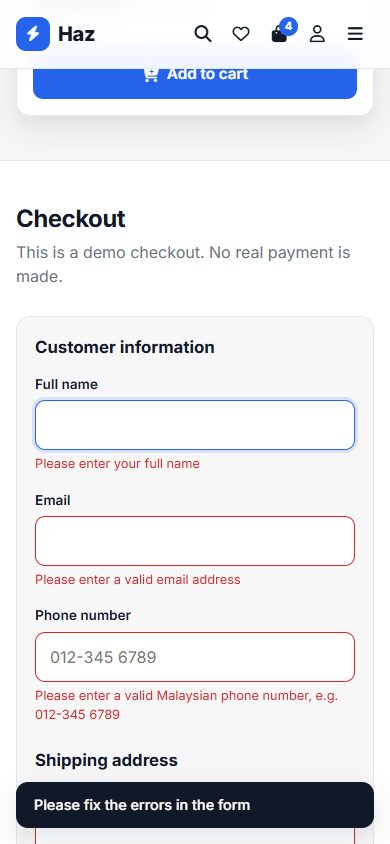 Haz
4
Add to cart
Checkout
This is a demo checkout. No real payment is
made.
Customer information
Full name
Please enter your full name
Email
Please enter a valid email address
Phone number
012-345 6789
Please enter a valid Malaysian phone number, e.g.
012-345 6789
Shipping address
Please fix the errors in the form